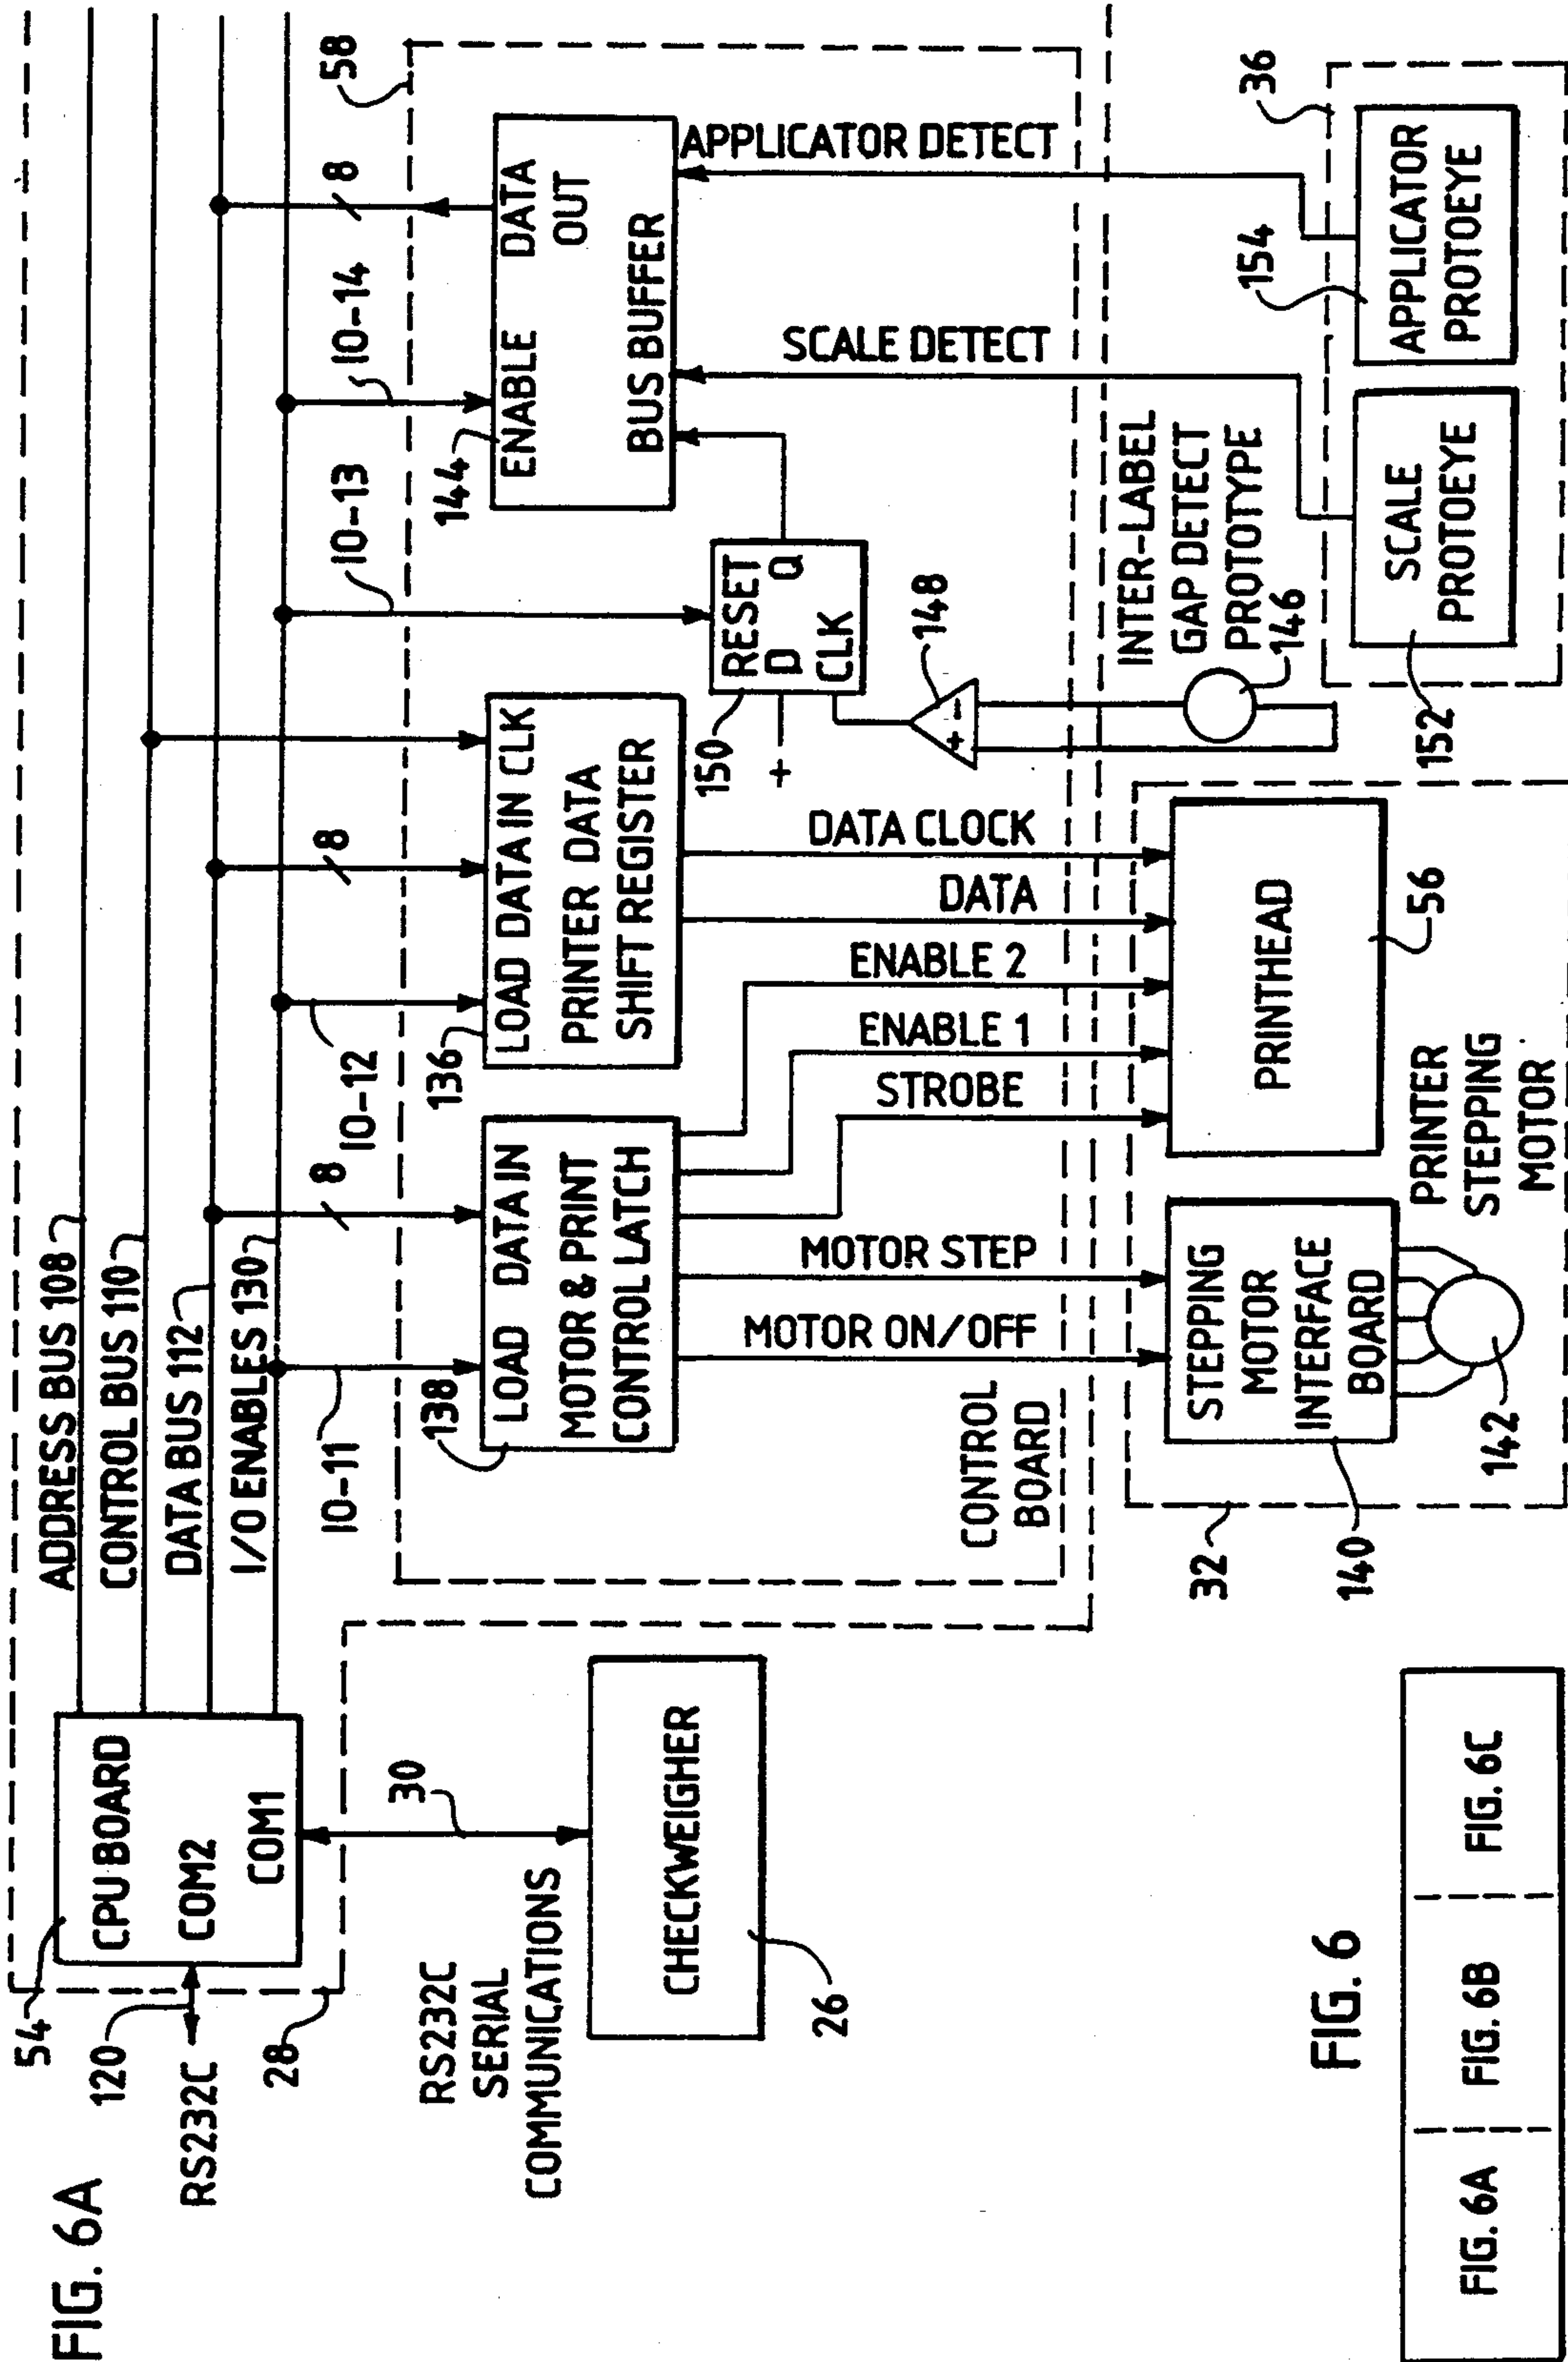 FIG. 6A
54
120
RS232C
28
CPU BOARD
COM2
COM1
ADDRESS BUS 108
CONTROL BUS 110
DATA BUS 112
I/O ENABLES 130
RS232C
SERIAL
COMMUNICATIONS
30
CHECKWEIGHER
26
IO-11
8
IO-12
8
IO-13
IO-14
8
58
138
LOAD DATA IN
MOTOR & PRINT
CONTROL LATCH
136
LOAD DATA IN CLK
PRINTER DATA
SHIFT REGISTER
150
RESET
D Q
CLK
+
144
ENABLE DATA
OUT
BUS BUFFER
148
+ -
CONTROL
BOARD
MOTOR ON/OFF
MOTOR STEP
STROBE
ENABLE 1
ENABLE 2
DATA
DATA CLOCK
SCALE DETECT
APPLICATOR DETECT
INTER-LABEL
GAP DETECT
PROTOTYPE
146
32
140
STEPPING
MOTOR
INTERFACE
BOARD
142
PRINTER
STEPPING
MOTOR
PRINTHEAD
56
152
SCALE
PROTOEYE
154
APPLICATOR
PROTOEYE
36
FIG. 6
FIG. 6A
FIG. 6B
FIG. 6C